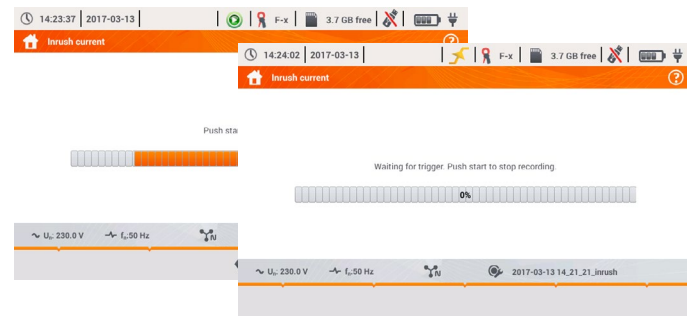 14:23:37 2017-03-13 F-x 3.7 GB free
Inrush current
Push sta
Uₙ: 230.0 V fₙ:50 Hz N
14:24:02 2017-03-13 F-x 3.7 GB free
Inrush current ?
Waiting for trigger. Push start to stop recording.
0%
Uₙ: 230.0 V fₙ:50 Hz N 2017-03-13 14_21_21_inrush